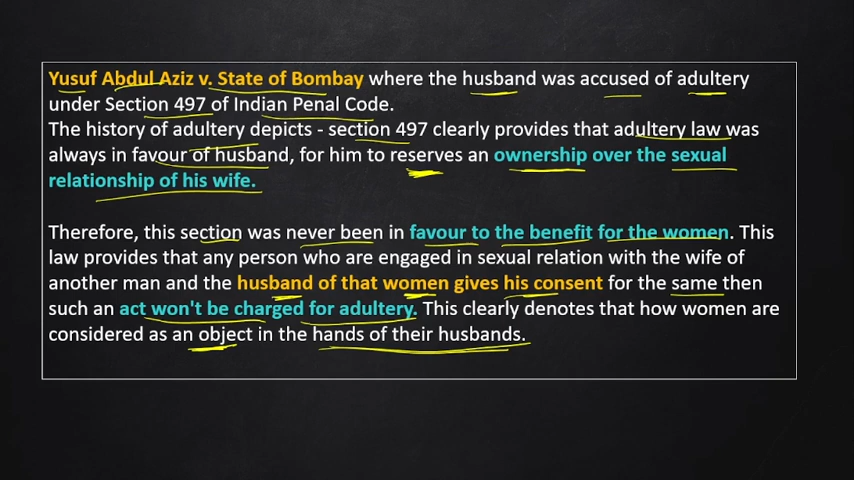 Yusuf Abdul Aziz v. State of Bombay where the husband was accused of adultery
under Section 497 of Indian Penal Code.
The history of adultery depicts - section 497 clearly provides that adultery law was
always in favour of husband, for him to reserves an ownership over the sexual
relationship of his wife.
Therefore, this section was never been in favour to the benefit for the women. This
law provides that any person who are engaged in sexual relation with the wife of
another man and the husband of that women gives his consent for the same then
such an act won't be charged for adultery. This clearly denotes that how women are
considered as an object in the hands of their husbands.